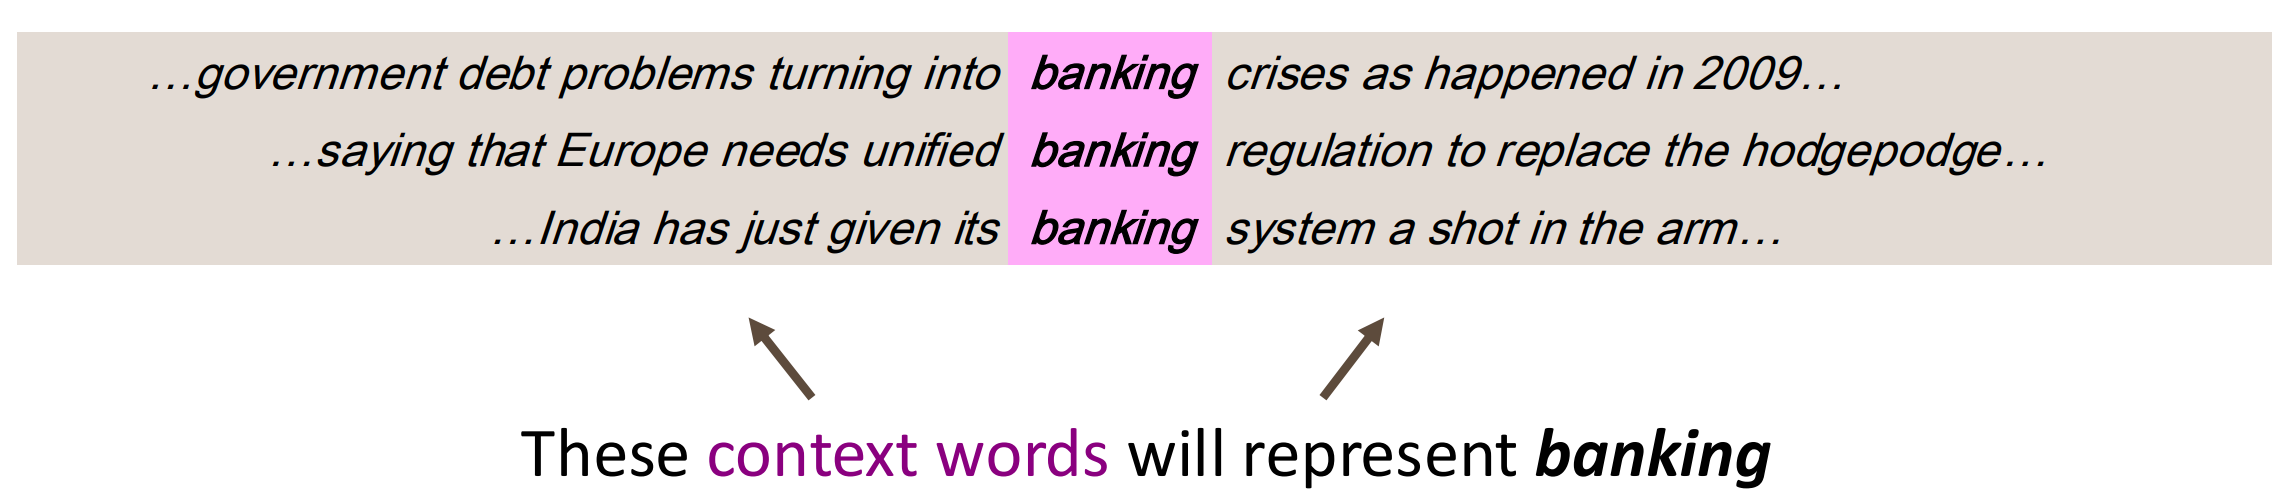 …government debt problems turning into banking crises as happened in 2009…
…saying that Europe needs unified banking regulation to replace the hodgepodge…
…India has just given its banking system a shot in the arm…
These context words will represent banking